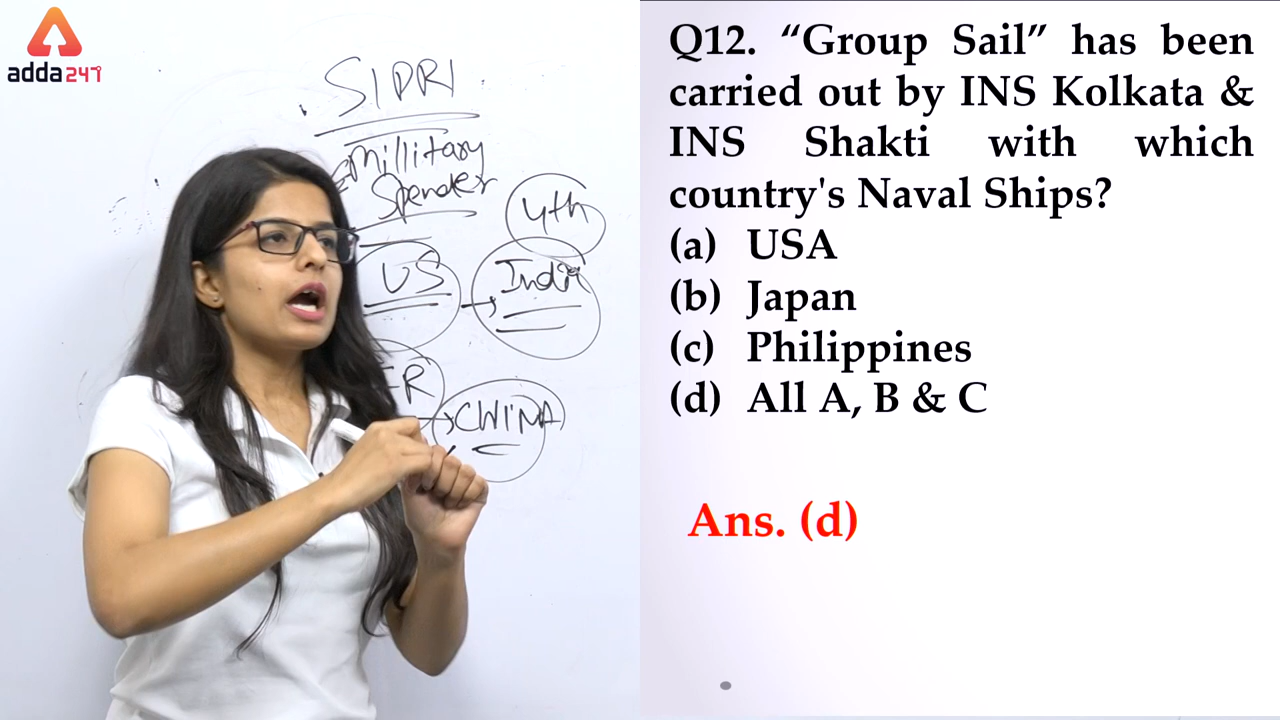 adda247
SIPRI
Millitary
Spender
4th
US
India
CHINA
Q12. “Group Sail” has been
carried out by INS Kolkata &
INS Shakti with which
country's Naval Ships?
(a) USA
(b) Japan
(c) Philippines
(d) All A, B & C
Ans. (d)